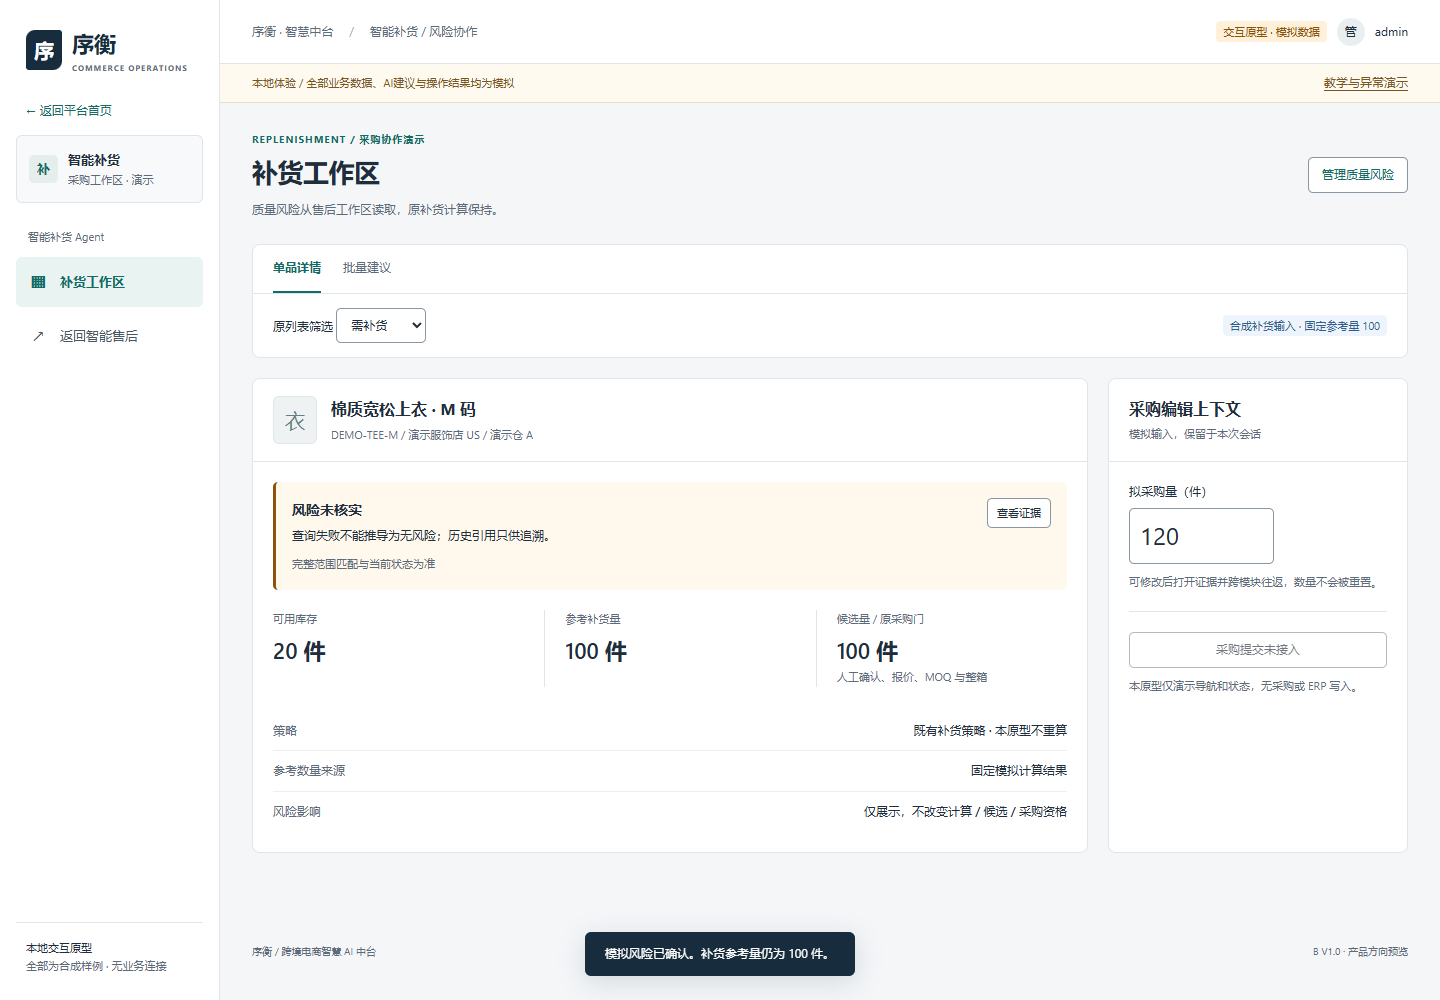 序
序衡
COMMERCE OPERATIONS
← 返回平台首页
补
智能补货
采购工作区 · 演示
智能补货 Agent
补货工作区
↗ 返回智能售后
本地交互原型
全部为合成样例 · 无业务连接
序衡 · 智慧中台 / 智能补货 / 风险协作
交互原型 · 模拟数据
管
admin
本地体验 / 全部业务数据、AI建议与操作结果均为模拟
教学与异常演示
REPLENISHMENT / 采购协作演示
补货工作区
管理质量风险
质量风险从售后工作区读取，原补货计算保持。
单品详情
批量建议
原列表筛选
需补货
合成补货输入 · 固定参考量 100
衣
棉质宽松上衣 · M 码
DEMO-TEE-M / 演示服饰店 US / 演示仓 A
风险未核实
查看证据
查询失败不能推导为无风险；历史引用只供追溯。
完整范围匹配与当前状态为准
可用库存
20 件
参考补货量
100 件
候选量 / 原采购门
100 件
人工确认、报价、MOQ 与整箱
策略
既有补货策略 · 本原型不重算
参考数量来源
固定模拟计算结果
风险影响
仅展示，不改变计算 / 候选 / 采购资格
采购编辑上下文
模拟输入，保留于本次会话
拟采购量（件）
120
可修改后打开证据并跨模块往返，数量不会被重置。
采购提交未接入
本原型仅演示导航和状态，无采购或 ERP 写入。
序衡 / 跨境电商智慧 AI 中台
模拟风险已确认。补货参考量仍为 100 件。
B V1.0 · 产品方向预览